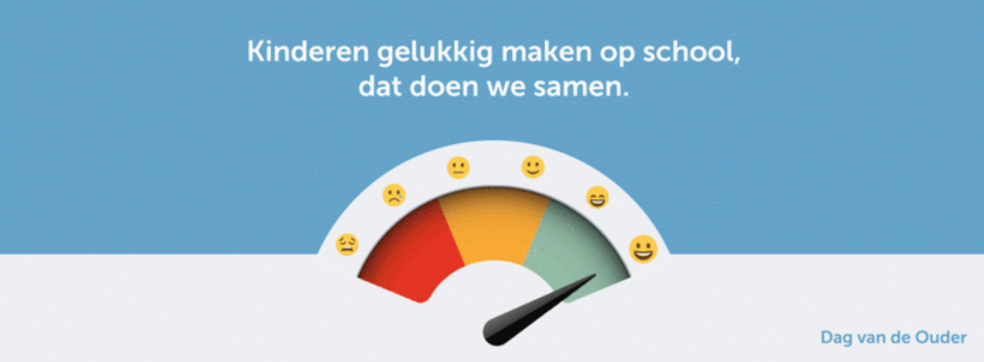 Kinderen gelukkig maken op school,
dat doen we samen.
Dag van de Ouder